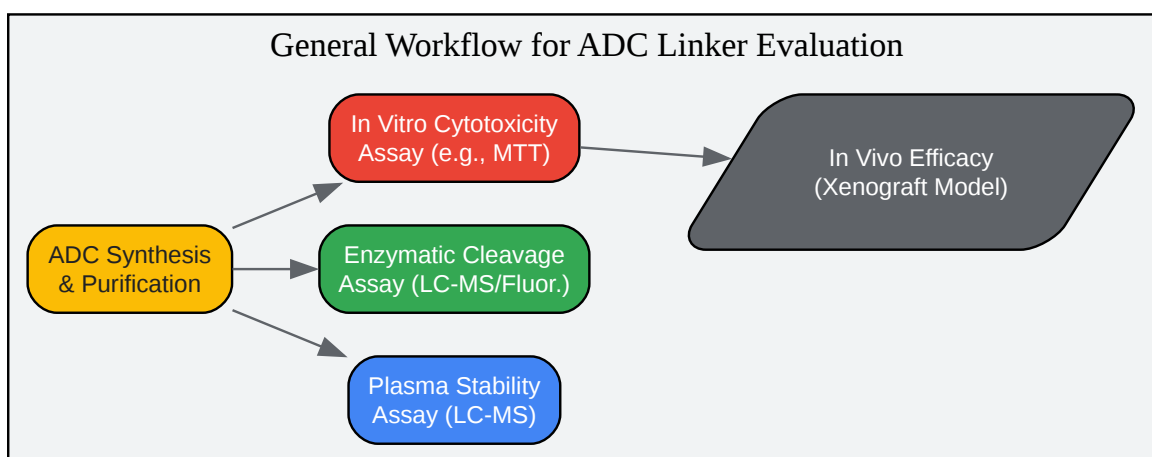 General Workflow for ADC Linker Evaluation
In Vitro Cytotoxicity
Assay (e.g., MTT)
In Vivo Efficacy
(Xenograft Model)
ADC Synthesis
& Purification
Enzymatic Cleavage
Assay (LC-MS/Fluor.)
Plasma Stability
Assay (LC-MS)